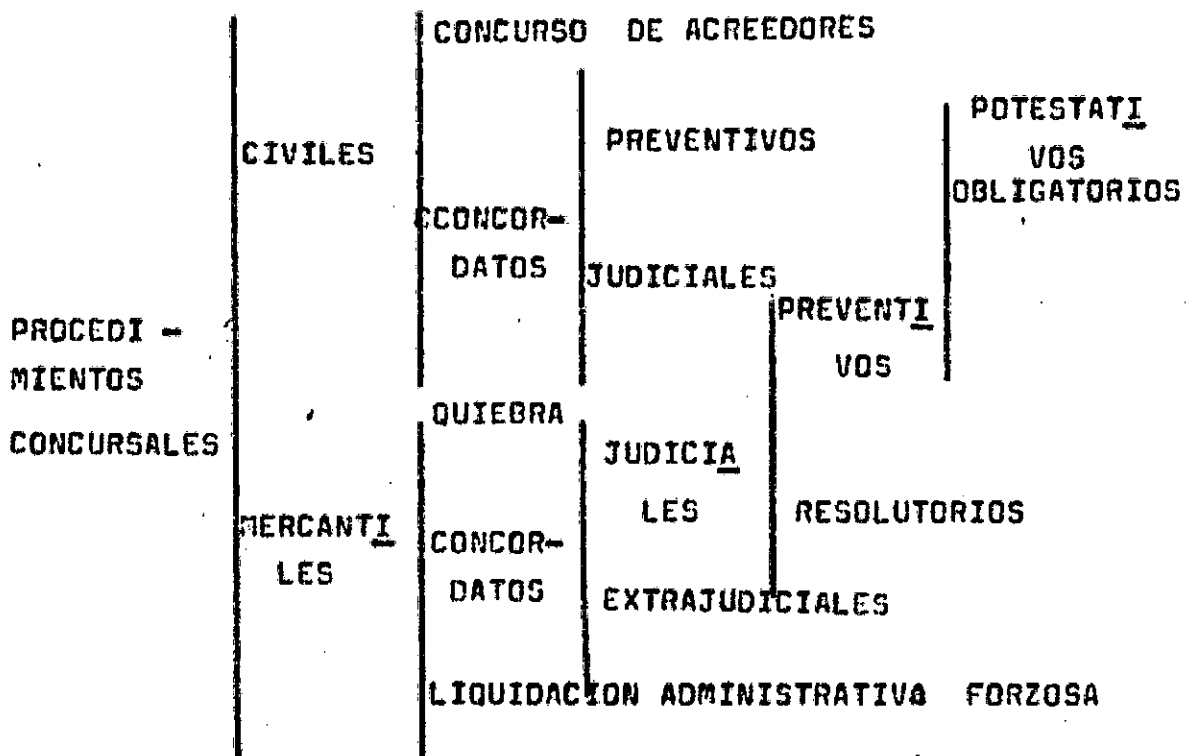 CONCURSO DE ACREEDORES
CIVILES
CCONCOR-
DATOS
PREVENTIVOS
JUDICIALES
PREVENTI
VOS
POTESTATI
VOS
OBLIGATORIOS
PROCEDI -
MIENTOS
CONCURSALES
MERCANTI
LES
QUIEBRA
CONCOR-
DATOS
JUDICIA
LES
RESOLUTORIOS
EXTRAJUDICIALES
LIQUIDACION ADMINISTRATIVA FORZOSA